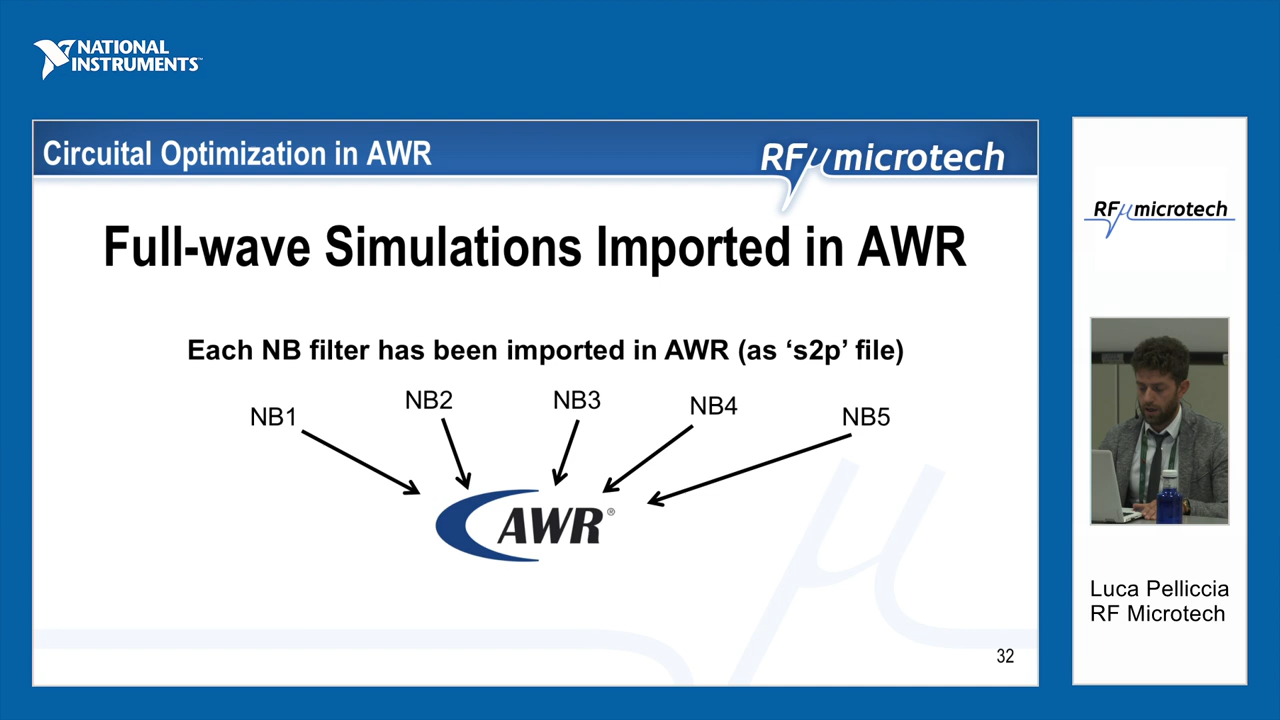 NATIONAL
INSTRUMENTS™
Circuital Optimization in AWR
RFμmicrotech
Full-wave Simulations Imported in AWR
Each NB filter has been imported in AWR (as ‘s2p’ file)
NB1
NB2
NB3
NB4
NB5
AWR®
32
RFμmicrotech
Luca Pelliccia
RF Microtech